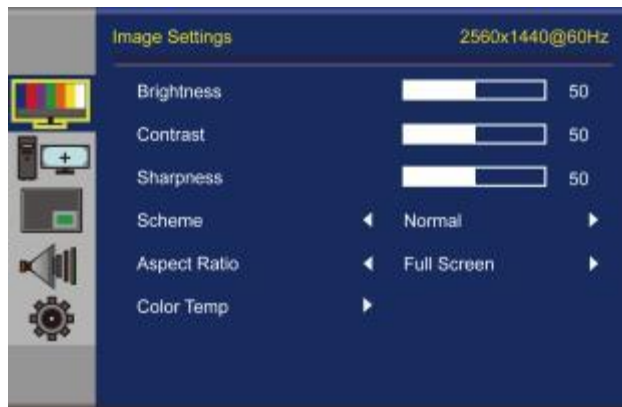 Image Settings 2560x1440@60Hz
Brightness 50
Contrast 50
Sharpness 50
Scheme Normal
Aspect Ratio Full Screen
Color Temp